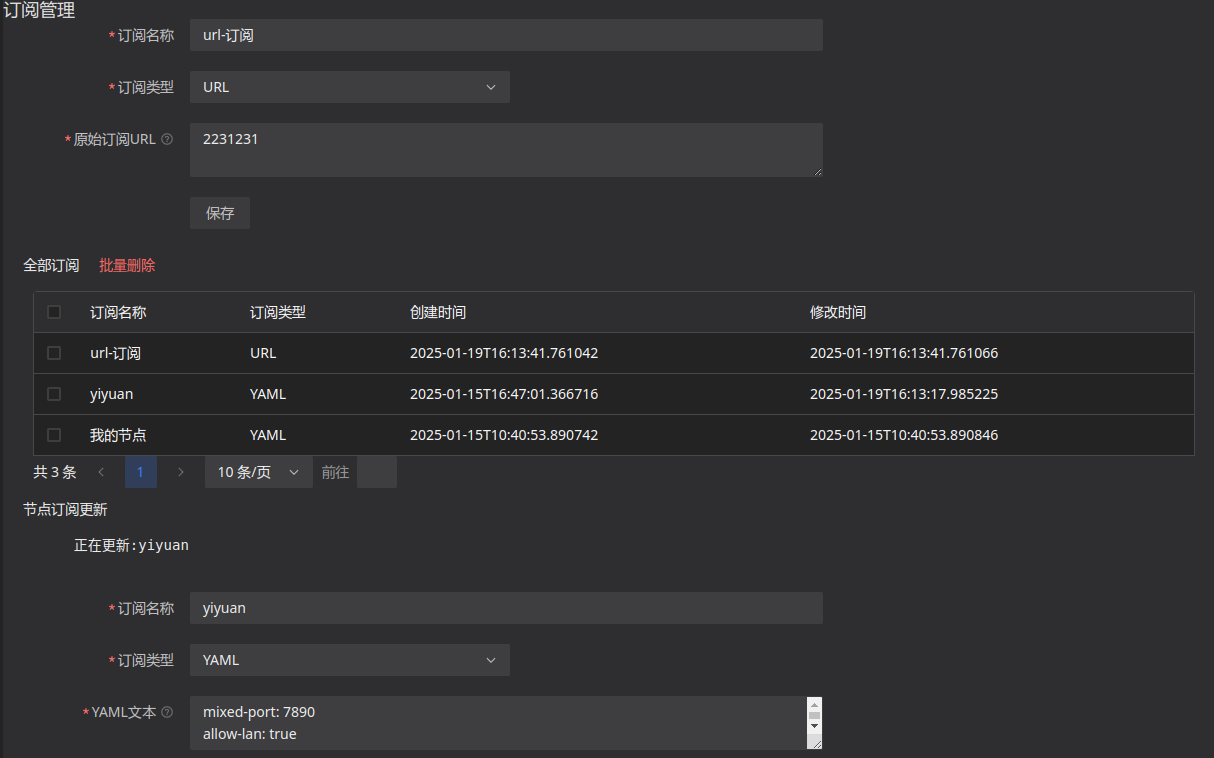 订阅管理
*订阅名称 url-订阅
*订阅类型 URL
*原始订阅URL 2231231
保存
全部订阅 批量删除
订阅名称 订阅类型 创建时间 修改时间
url-订阅 URL 2025-01-19T16:13:41.761042 2025-01-19T16:13:41.761066
yiyuan YAML 2025-01-15T16:47:01.366716 2025-01-19T16:13:17.985225
我的节点 YAML 2025-01-15T10:40:53.890742 2025-01-15T10:40:53.890846
共 3 条 1 10 条/页 前往
节点订阅更新
正在更新:yiyuan
*订阅名称 yiyuan
*订阅类型 YAML
*YAML文本 mixed-port: 7890
allow-lan: true